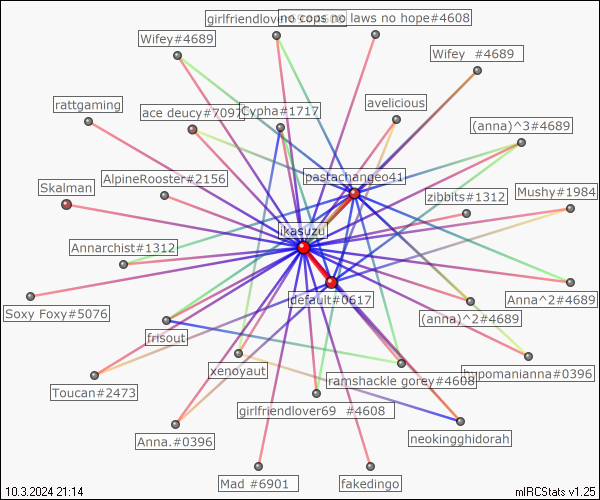 girlfriendlover69 #4608
no cops no laws no hope#4608
Wifey#4689
Wifey  #4689
rattgaming
ace deucy#7097
Cypha#1717
avelicious
(anna)^3#4689
AlpineRooster#2156
pastachangeo41
Skalman
zibbits#1312
Mushy#1984
ikasuzu
Annarchist#1312
default#0617
Anna^2#4689
Soxy Foxy#5076
(anna)^2#4689
frisout
xenoyaut
ramshackle gorey#4608
hypomanianna#0396
Toucan#2473
girlfriendlover69  #4608
Anna.#0396
neokingghidorah
Mad #6901
fakedingo
10.3.2024 21:14
mIRCStats v1.25